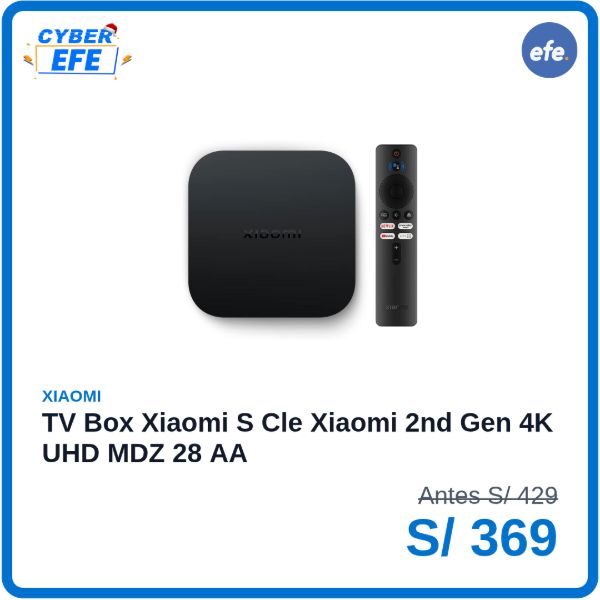 CYBER
EFE
efe.
XIAOMI
XIAOMI
TV Box Xiaomi S Cle Xiaomi 2nd Gen 4K
UHD MDZ 28 AA
Antes S/ 429
S/ 369